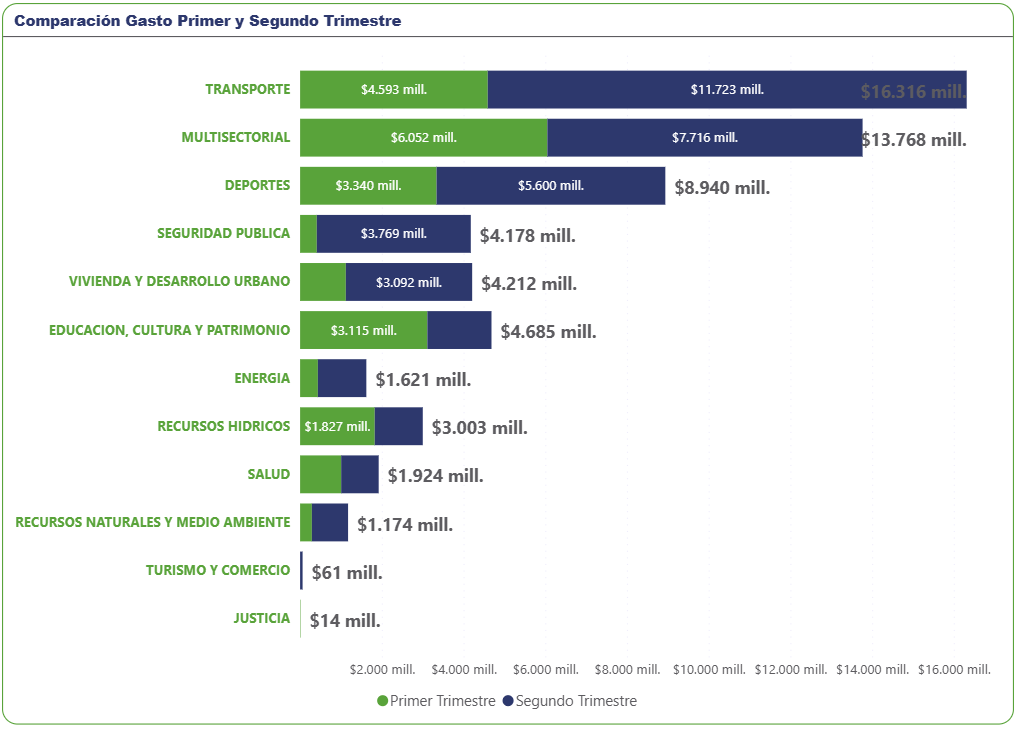 Comparación Gasto Primer y Segundo Trimestre
TRANSPORTE $4.593 mill. $11.723 mill. $16.316 mill.
MULTISECTORIAL $6.052 mill. $7.716 mill. $13.768 mill.
DEPORTES $3.340 mill. $5.600 mill. $8.940 mill.
SEGURIDAD PUBLICA $3.769 mill. $4.178 mill.
VIVIENDA Y DESARROLLO URBANO $3.092 mill. $4.212 mill.
EDUCACION, CULTURA Y PATRIMONIO $3.115 mill. $4.685 mill.
ENERGIA $1.621 mill.
RECURSOS HIDRICOS $1.827 mill. $3.003 mill.
SALUD $1.924 mill.
RECURSOS NATURALES Y MEDIO AMBIENTE $1.174 mill.
TURISMO Y COMERCIO $61 mill.
JUSTICIA $14 mill.
$2.000 mill. $4.000 mill. $6.000 mill. $8.000 mill. $10.000 mill. $12.000 mill. $14.000 mill. $16.000 mill.
Primer Trimestre Segundo Trimestre